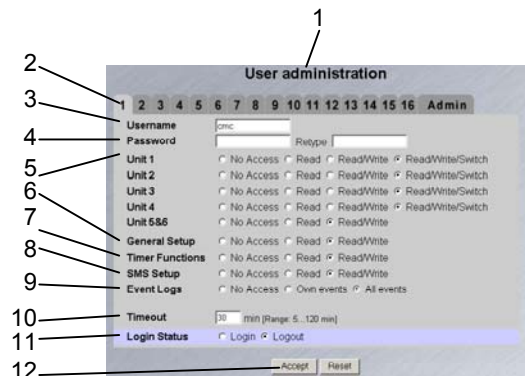 1
User administration
2
1 2 3 4 5 6 7 8 9 10 11 12 13 14 15 16 Admin
3
Username cmc
4
Password Retype
5
Unit 1 No Access Read Read/Write Read/Write/Switch
Unit 2 No Access Read Read/Write Read/Write/Switch
Unit 3 No Access Read Read/Write Read/Write/Switch
Unit 4 No Access Read Read/Write Read/Write/Switch
Unit 5&6 No Access Read Read/Write
6
General Setup No Access Read Read/Write
7
Timer Functions No Access Read Read/Write
8
SMS Setup No Access Read Read/Write
9
Event Logs No Access Own events All events
10
Timeout 30 min [Range: 5...120 min]
11
Login Status Login Logout
12
Accept Reset